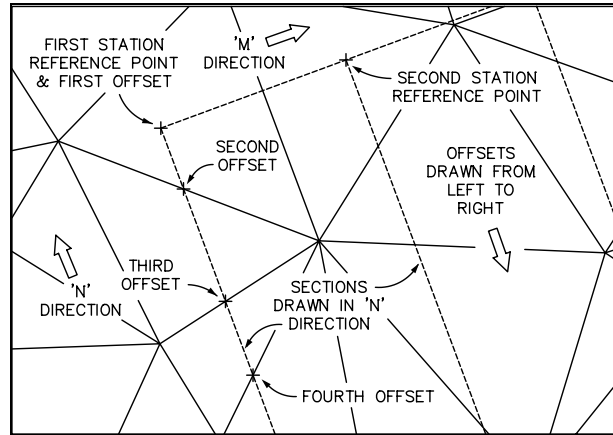 FIRST STATION
REFERENCE POINT
& FIRST OFFSET
'M'
DIRECTION
SECOND STATION
REFERENCE POINT
SECOND
OFFSET
OFFSETS
DRAWN FROM
LEFT TO
RIGHT
THIRD
OFFSET
'N'
DIRECTION
SECTIONS
DRAWN IN 'N'
DIRECTION
FOURTH OFFSET